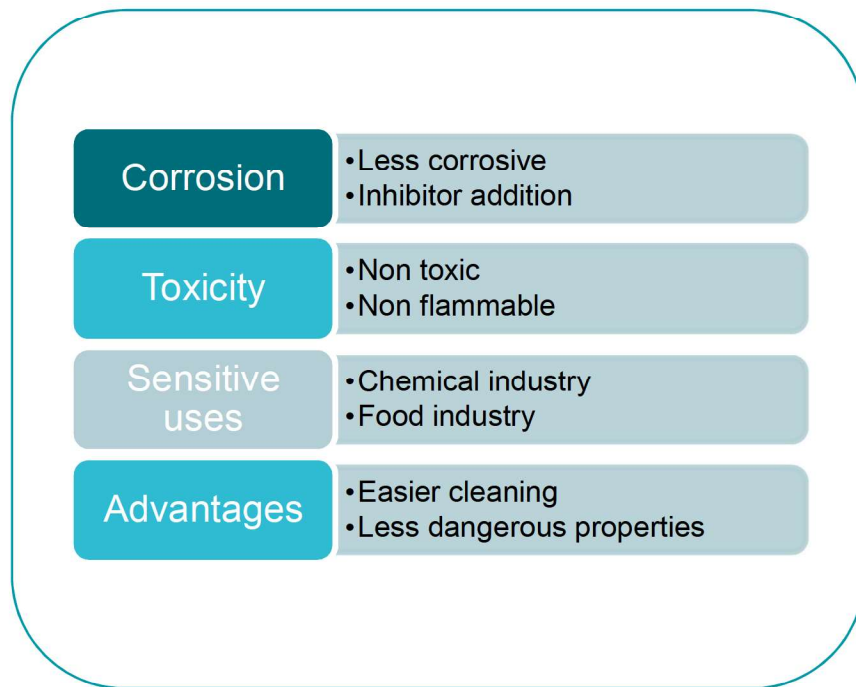 Corrosion
•Less corrosive
•Inhibitor addition
Toxicity
•Non toxic
•Non flammable
Sensitive
uses
•Chemical industry
•Food industry
Advantages
•Easier cleaning
•Less dangerous properties